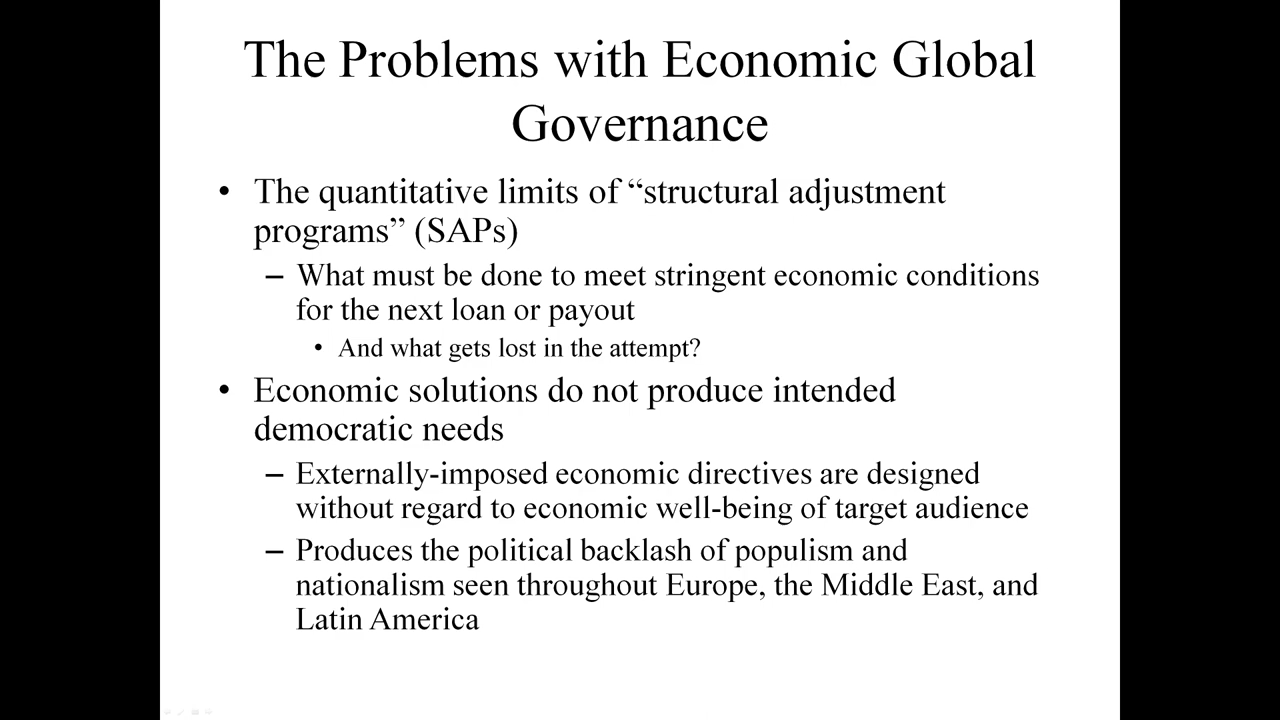 The Problems with Economic Global
Governance
• The quantitative limits of “structural adjustment
programs” (SAPs)
– What must be done to meet stringent economic conditions
for the next loan or payout
• And what gets lost in the attempt?
• Economic solutions do not produce intended
democratic needs
– Externally-imposed economic directives are designed
without regard to economic well-being of target audience
– Produces the political backlash of populism and
nationalism seen throughout Europe, the Middle East, and
Latin America